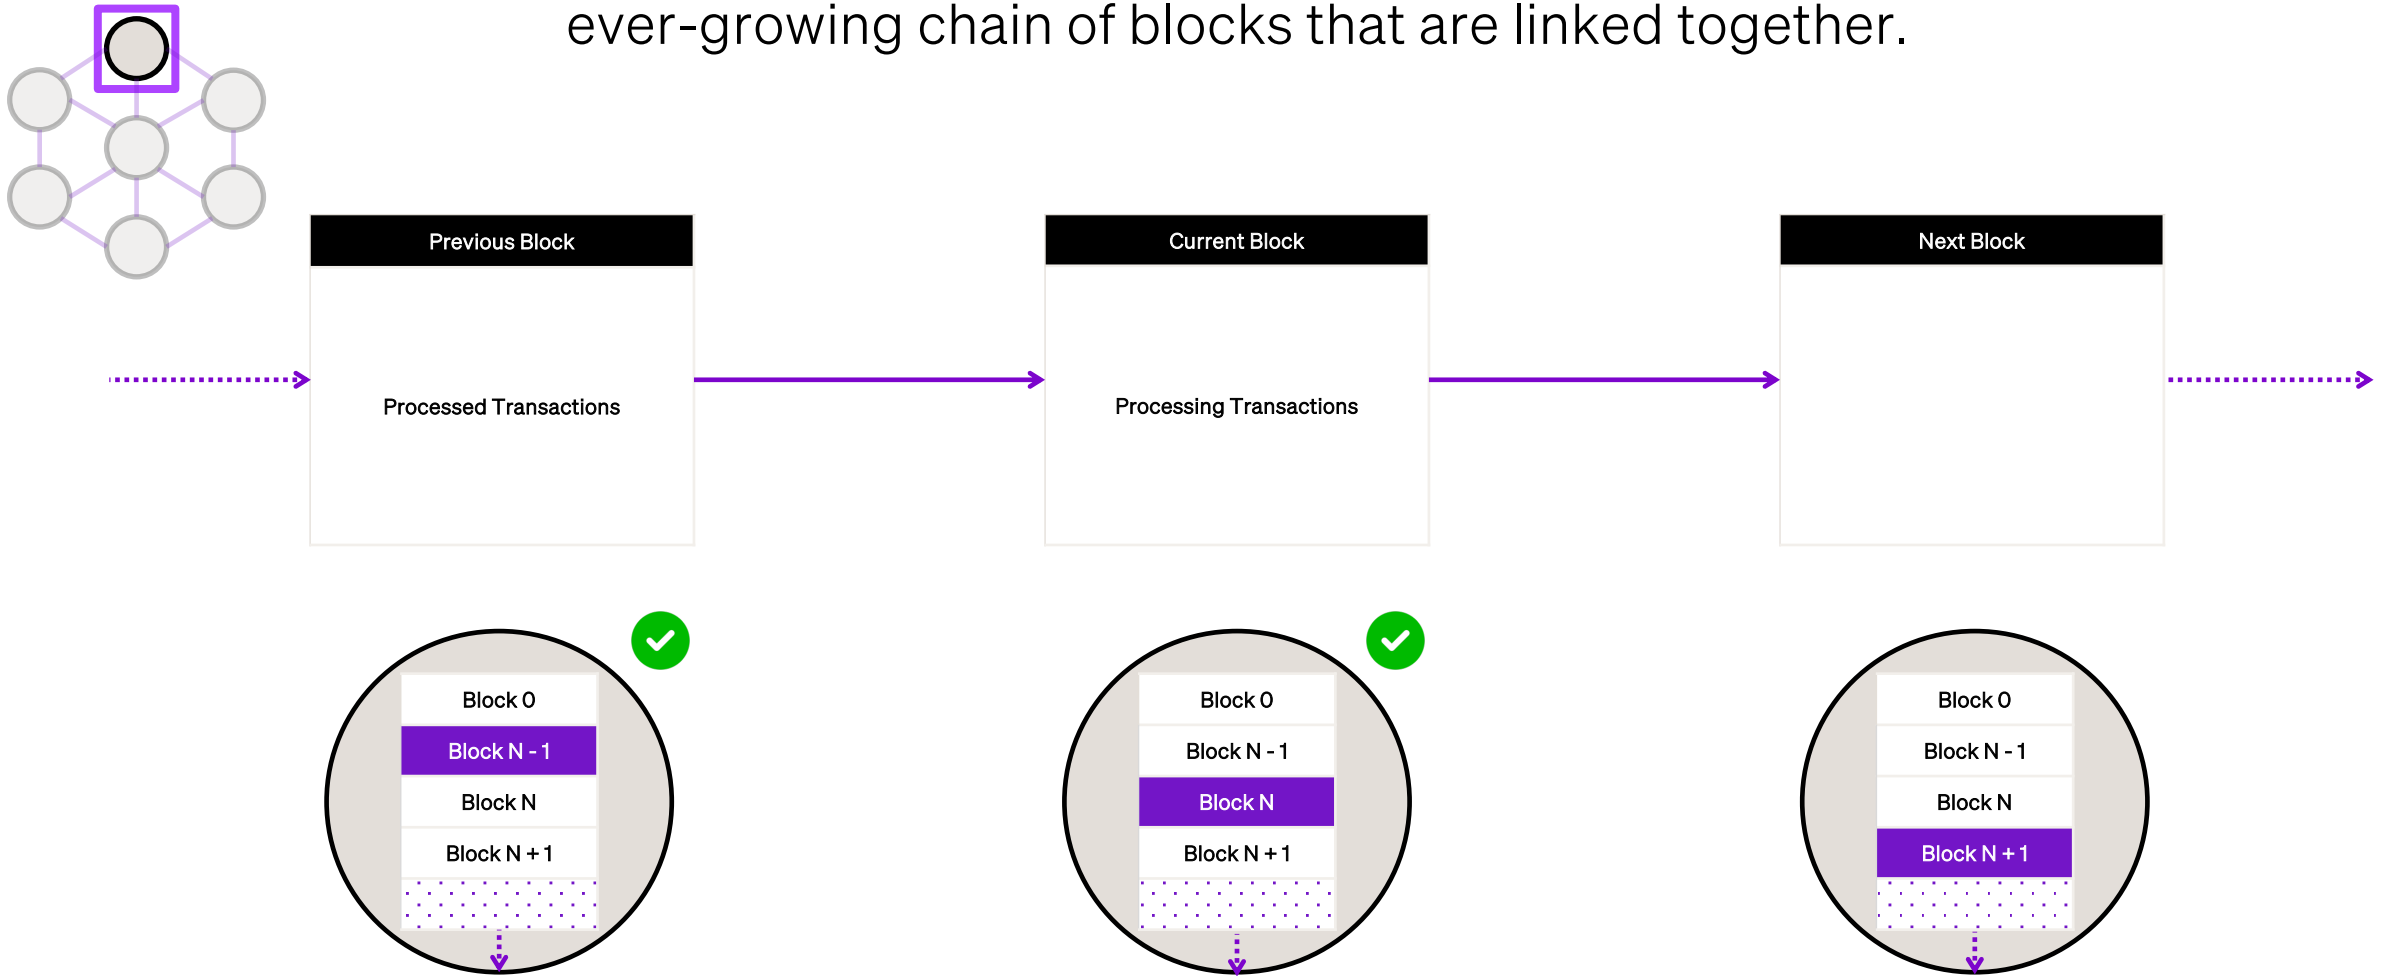 ever-growing chain of blocks that are linked together.
Previous Block
Current Block
Next Block
Processed Transactions
Processing Transactions
Block 0
Block N - 1
Block N
Block N + 1
Block 0
Block N - 1
Block N
Block N + 1
Block 0
Block N - 1
Block N
Block N + 1